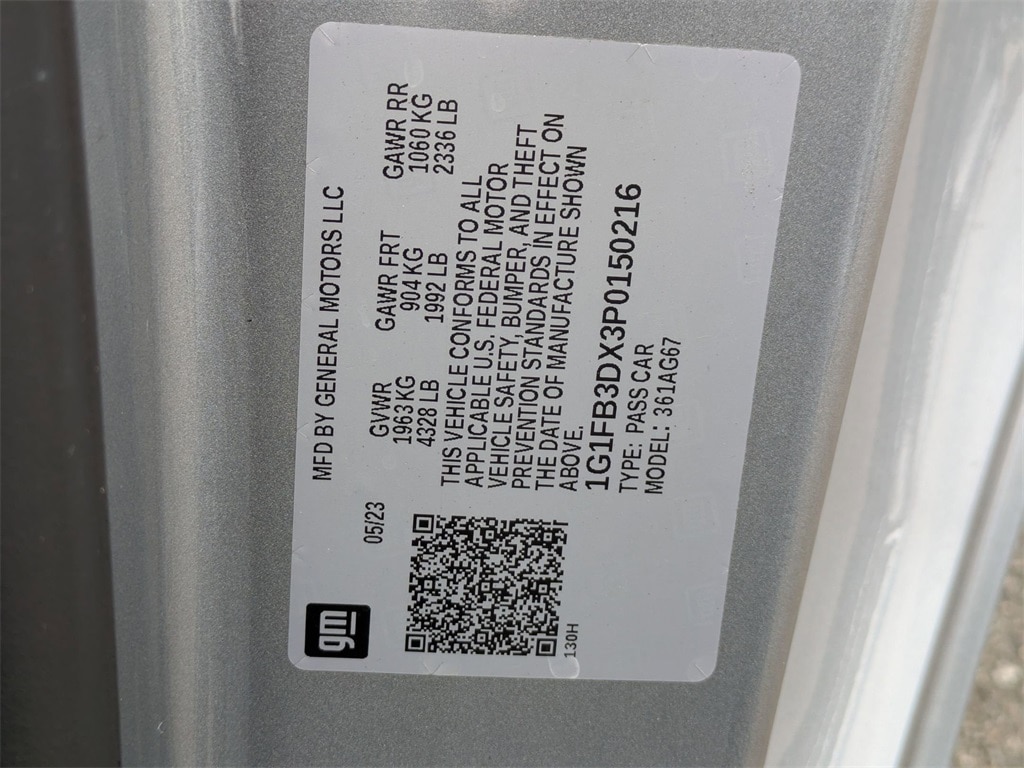 gm
MFD BY GENERAL MOTORS LLC
05/23
GVWR GAWR FRT GAWR RR
1963 KG 904 KG 1060 KG
4328 LB 1992 LB 2336 LB
THIS VEHICLE CONFORMS TO ALL
APPLICABLE U.S. FEDERAL MOTOR
VEHICLE SAFETY, BUMPER, AND THEFT
PREVENTION STANDARDS IN EFFECT ON
THE DATE OF MANUFACTURE SHOWN
ABOVE.
1G1FB3DX3P0150216
TYPE: PASS CAR
MODEL: 361AG67
130H